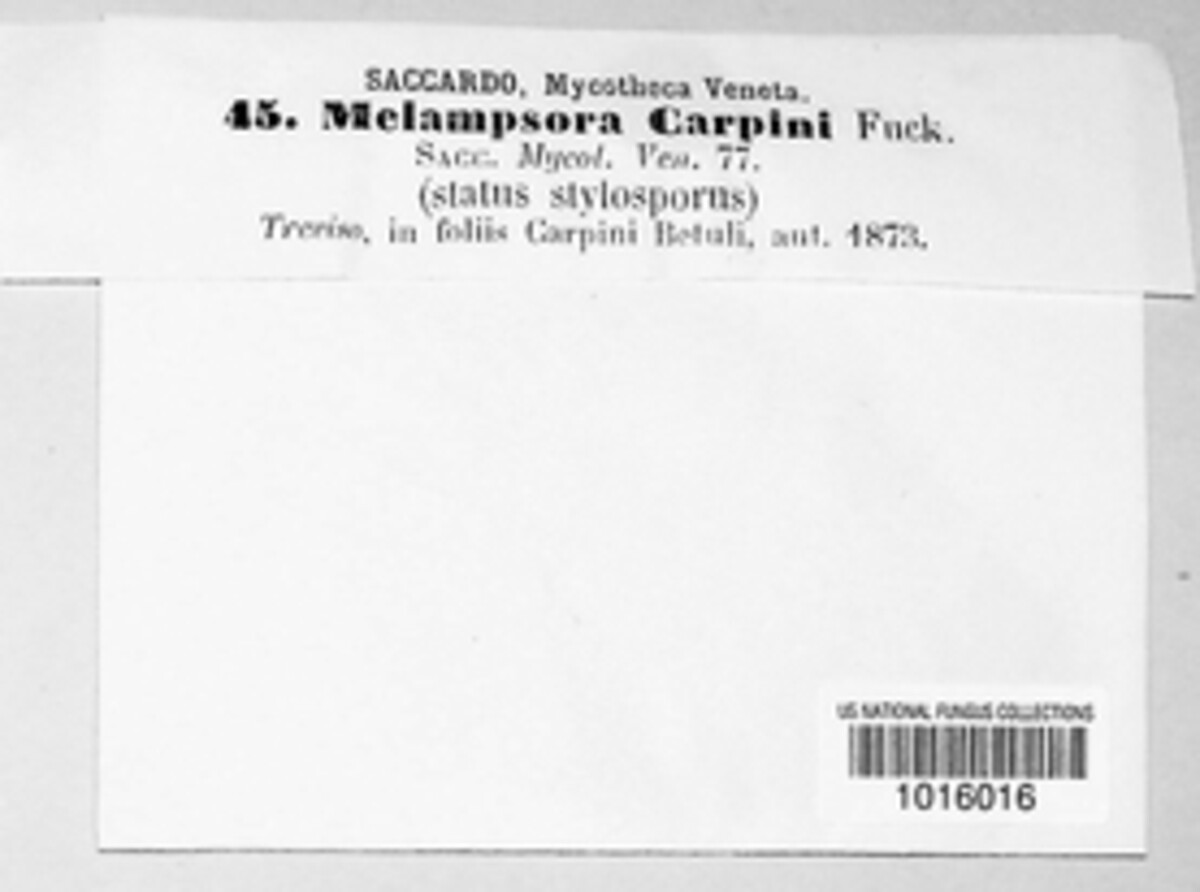 SACCARDO, Mycotheca Veneta.
45. Melampsora Carpini Fuck.
SACC. Mycot. Ven. 77.
(status stylosporus)
Treviso, in foliis Carpini Betuli, aut. 1873.
US NATIONAL FUNGUS COLLECTIONS
1016016